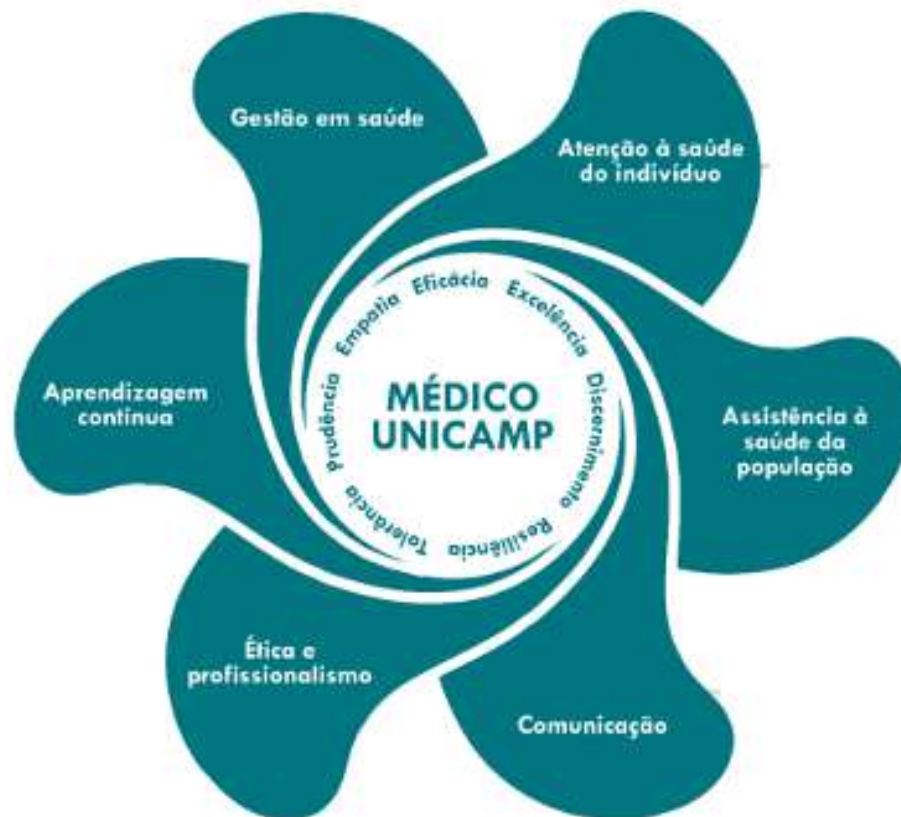 Gestão em saúde
Atenção à saúde
do indivíduo
Assistência à
saúde da
população
Comunicação
Ética e
profissionalismo
Aprendizagem
contínua
Prudência Empatia Eficácia Excelência Discernimento Resiliência Tolerância
MÉDICO
UNICAMP